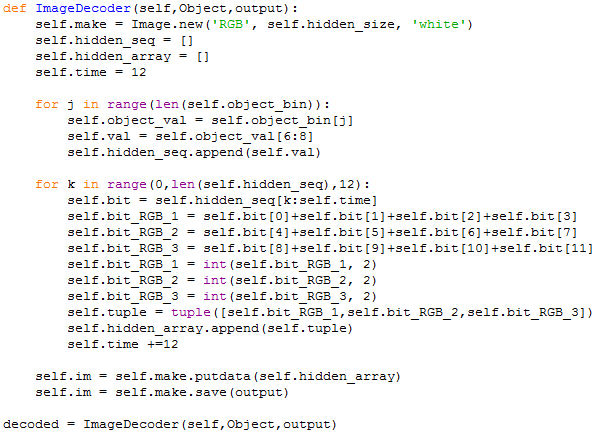 def ImageDecoder(self,Object,output):
    self.make = Image.new('RGB', self.hidden_size, 'white')
    self.hidden_seq = []
    self.hidden_array = []
    self.time = 12

    for j in range(len(self.object_bin)):
        self.object_val = self.object_bin[j]
        self.val = self.object_val[6:8]
        self.hidden_seq.append(self.val)

    for k in range(0,len(self.hidden_seq),12):
        self.bit = self.hidden_seq[k:self.time]
        self.bit_RGB_1 = self.bit[0]+self.bit[1]+self.bit[2]+self.bit[3]
        self.bit_RGB_2 = self.bit[4]+self.bit[5]+self.bit[6]+self.bit[7]
        self.bit_RGB_3 = self.bit[8]+self.bit[9]+self.bit[10]+self.bit[11]
        self.bit_RGB_1 = int(self.bit_RGB_1, 2)
        self.bit_RGB_2 = int(self.bit_RGB_2, 2)
        self.bit_RGB_3 = int(self.bit_RGB_3, 2)
        self.tuple = tuple([self.bit_RGB_1,self.bit_RGB_2,self.bit_RGB_3])
        self.hidden_array.append(self.tuple)
        self.time +=12

    self.im = self.make.putdata(self.hidden_array)
    self.im = self.make.save(output)

decoded = ImageDecoder(self,Object,output)